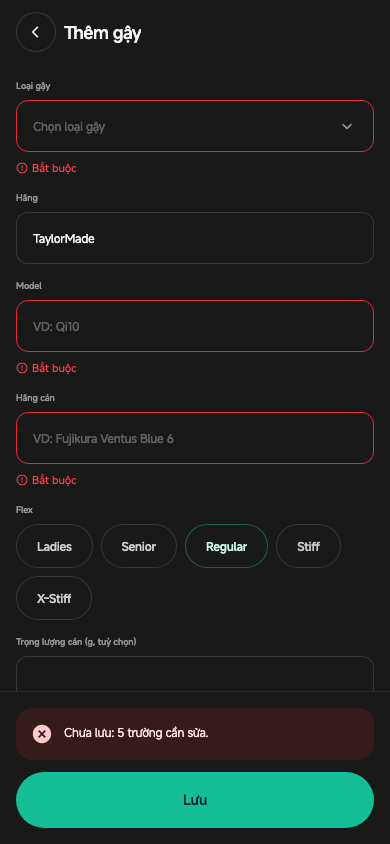 Thêm gậy
Loại gậy
Chọn loại gậy
Bắt buộc
Hãng
TaylorMade
Model
VD: Qi10
Bắt buộc
Hãng cán
VD: Fujikura Ventus Blue 6
Bắt buộc
Flex
Ladies
Senior
Regular
Stiff
X-Stiff
Trọng lượng cán (g, tuỳ chọn)
Chưa lưu: 5 trường cần sửa.
Lưu